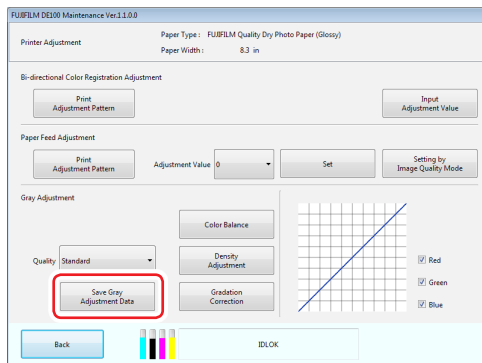 FUJIFILM DE100 Maintenance Ver.1.1.0.0
Printer Adjustment
Paper Type : FUJIFILM Quality Dry Photo Paper (Glossy)
Paper Width : 8.3 in
Bi-directional Color Registration Adjustment
Print
Adjustment Pattern
Input
Adjustment Value
Paper Feed Adjustment
Print
Adjustment Pattern
Adjustment Value 0
Set
Setting by
Image Quality Mode
Gray Adjustment
Color Balance
Quality Standard
Density
Adjustment
Save Gray
Adjustment Data
Gradation
Correction
Red
Green
Blue
Back
IDLOK